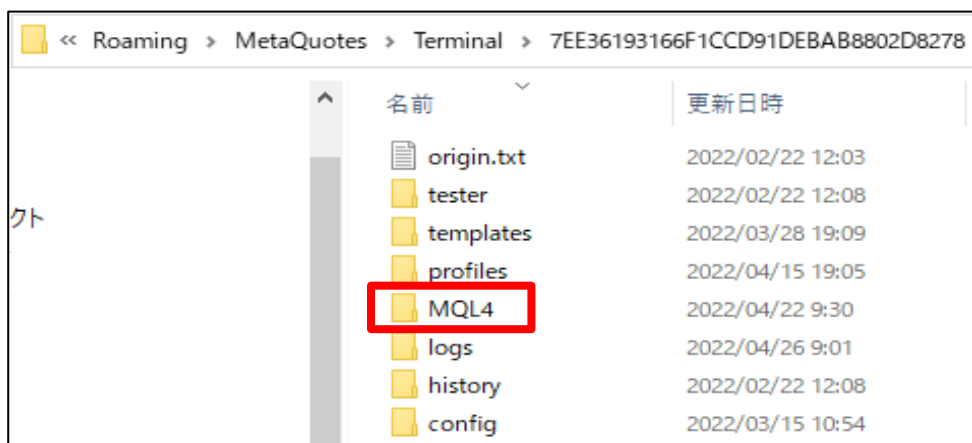 « Roaming > MetaQuotes > Terminal > 7EE36193166F1CCD91DEBAB8802D8278
名前 更新日時
origin.txt 2022/02/22 12:03
tester 2022/02/22 12:08
クト
templates 2022/03/28 19:09
profiles 2022/04/15 19:05
MQL4 2022/04/22 9:30
logs 2022/04/26 9:01
history 2022/02/22 12:08
config 2022/03/15 10:54